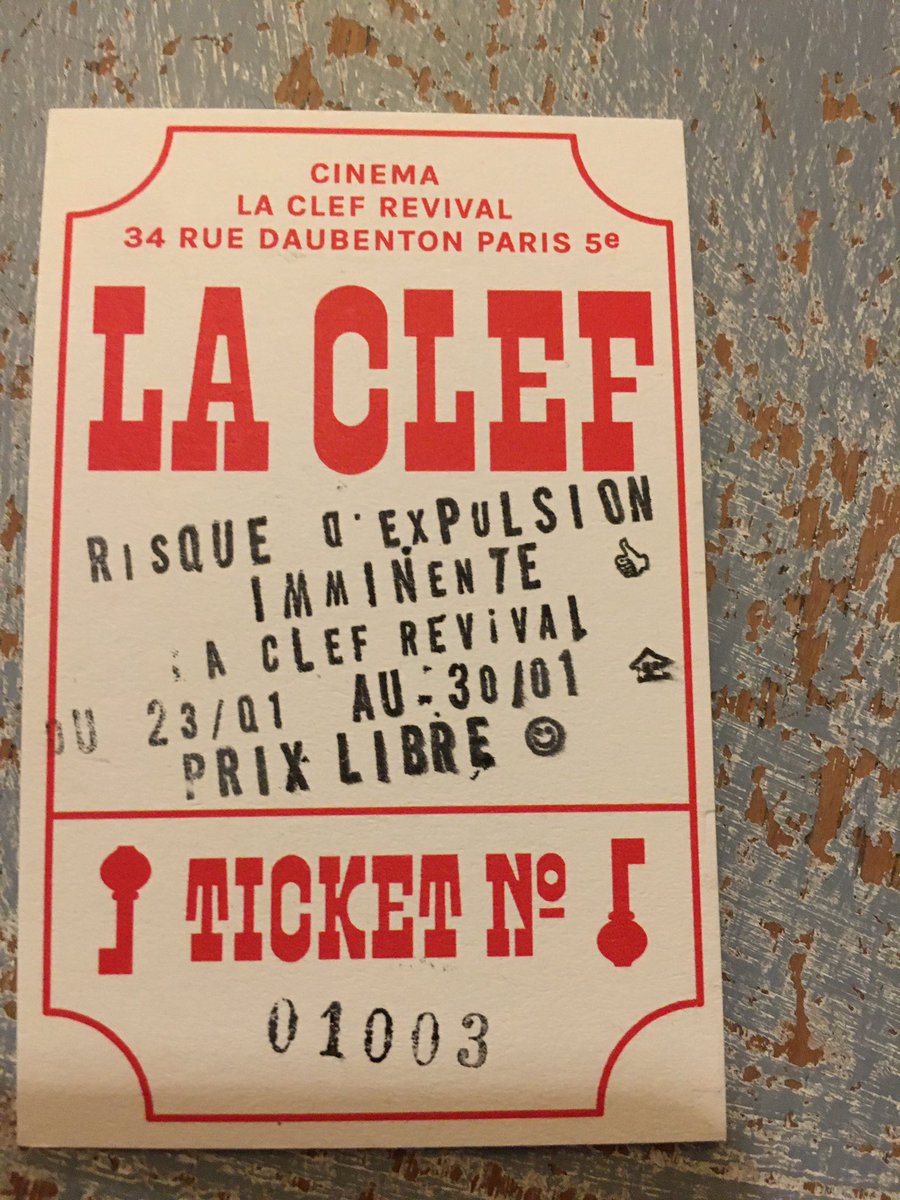 CINEMA
LA CLEF REVIVAL
34 RUE DAUBENTON PARIS 5e
LA CLEF
RiSQUE D'EXPULSION
IMMINENTE
LA CLEF REViVAL
DU 23/01 AU 30/01
PRIX LIBRE
TICKET Nº
01003